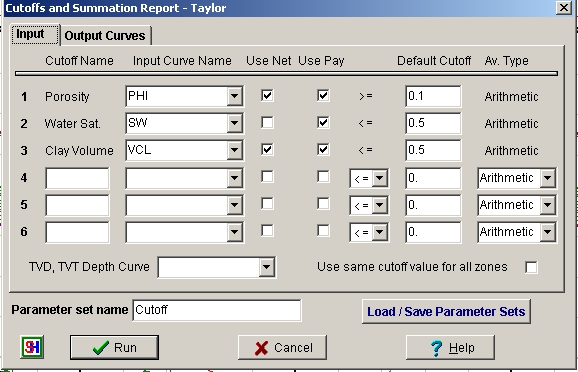 Cutoffs and Summation Report - Taylor
Input Output Curves
Cutoff Name Input Curve Name Use Net Use Pay Default Cutoff Av. Type
1 Porosity PHI >= 0.1 Arithmetic
2 Water Sat. SW <= 0.5 Arithmetic
3 Clay Volume VCL <= 0.5 Arithmetic
4 <= 0. Arithmetic
5 <= 0. Arithmetic
6 <= 0. Arithmetic
TVD, TVT Depth Curve Use same cutoff value for all zones
Parameter set name Cutoff Load / Save Parameter Sets
Run Cancel ? Help